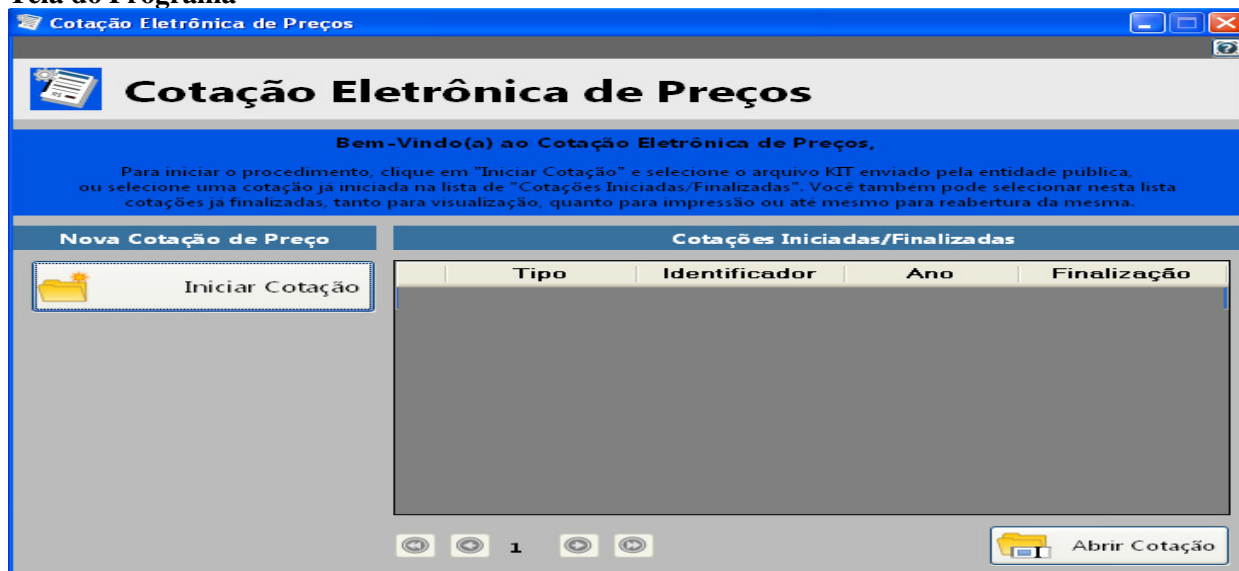 Tela do Programa
Cotação Eletrônica de Preços
Cotação Eletrônica de Preços
Bem-Vindo(a) ao Cotação Eletrônica de Preços,
Para iniciar o procedimento, clique em "Iniciar Cotação" e selecione o arquivo KIT enviado pela entidade pública,
ou selecione uma cotação já iniciada na lista de "Cotações Iniciadas/Finalizadas". Você também pode selecionar nesta lista
cotações já finalizadas, tanto para visualização, quanto para impressão ou até mesmo para reabertura da mesma.
Nova Cotação de Preço
Cotações Iniciadas/Finalizadas
Iniciar Cotação
Tipo Identificador Ano Finalização
1
Abrir Cotação